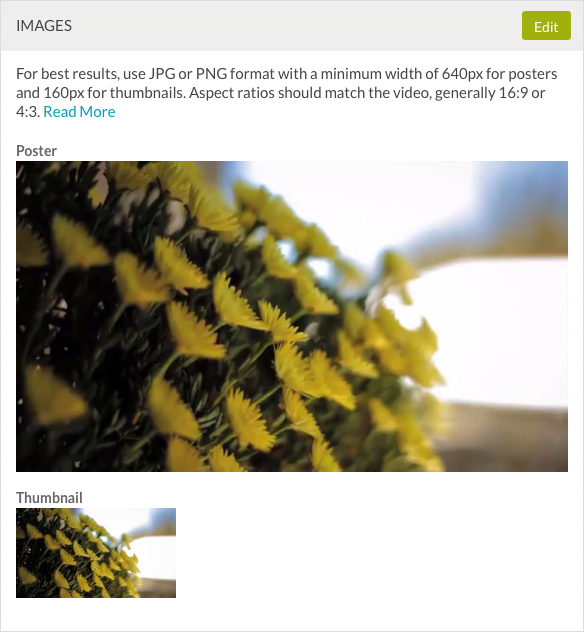 IMAGES
Edit
For best results, use JPG or PNG format with a minimum width of 640px for posters
and 160px for thumbnails. Aspect ratios should match the video, generally 16:9 or
4:3. Read More
Poster
Thumbnail